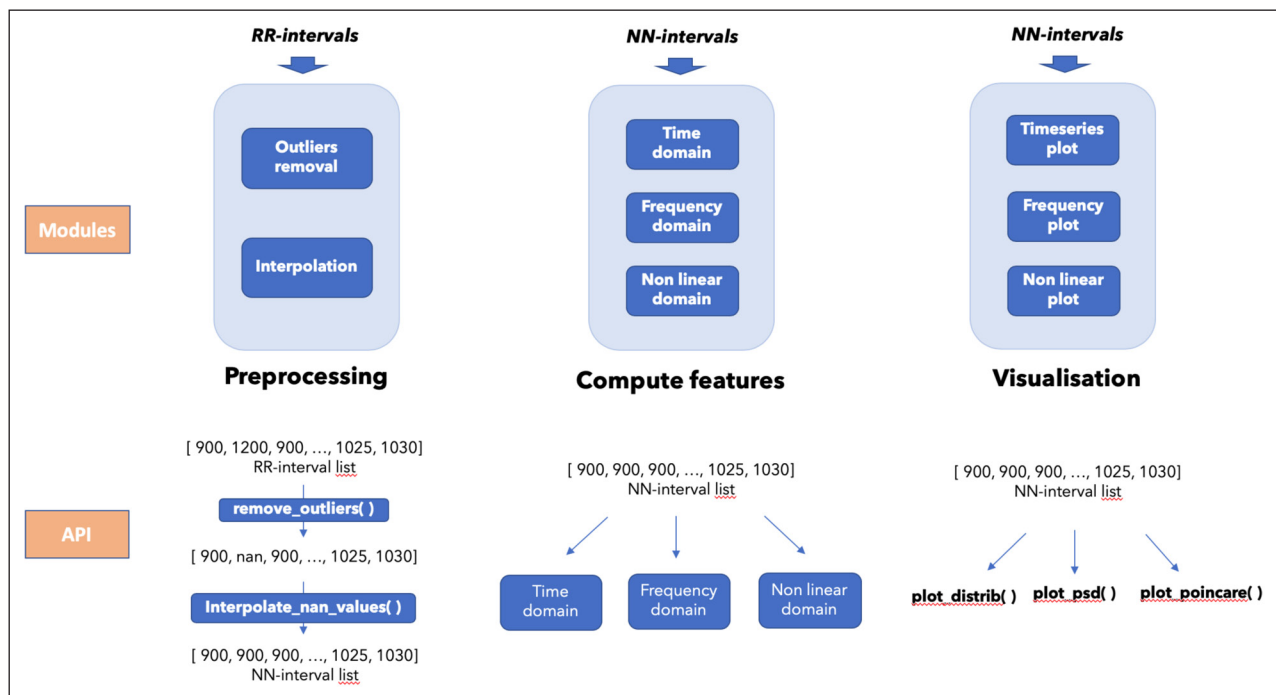 RR-intervals
NN-intervals
NN-intervals
Modules
Outliers
removal
Interpolation
Time
domain
Frequency
domain
Non linear
domain
Timeseries
plot
Frequency
plot
Non linear
plot
Preprocessing
Compute features
Visualisation
API
[ 900, 1200, 900, ..., 1025, 1030]
RR-interval list
remove_outliers( )
[ 900, nan, 900, ..., 1025, 1030]
Interpolate_nan_values( )
[ 900, 900, 900, ..., 1025, 1030]
NN-interval list
[ 900, 900, 900, ..., 1025, 1030]
NN-interval list
Time
domain
Frequency
domain
Non linear
domain
[ 900, 900, 900, ..., 1025, 1030]
NN-interval list
plot_distrib( )
plot_psd( )
plot_poincare( )